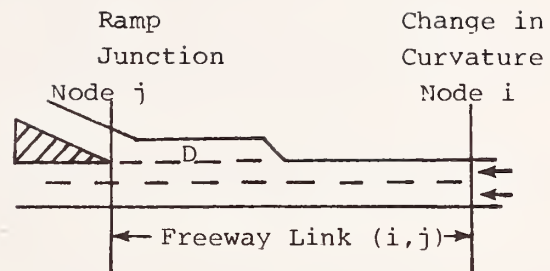 Ramp
Junction
Node j
Change in
Curvature
Node i
D
Freeway Link (i,j)